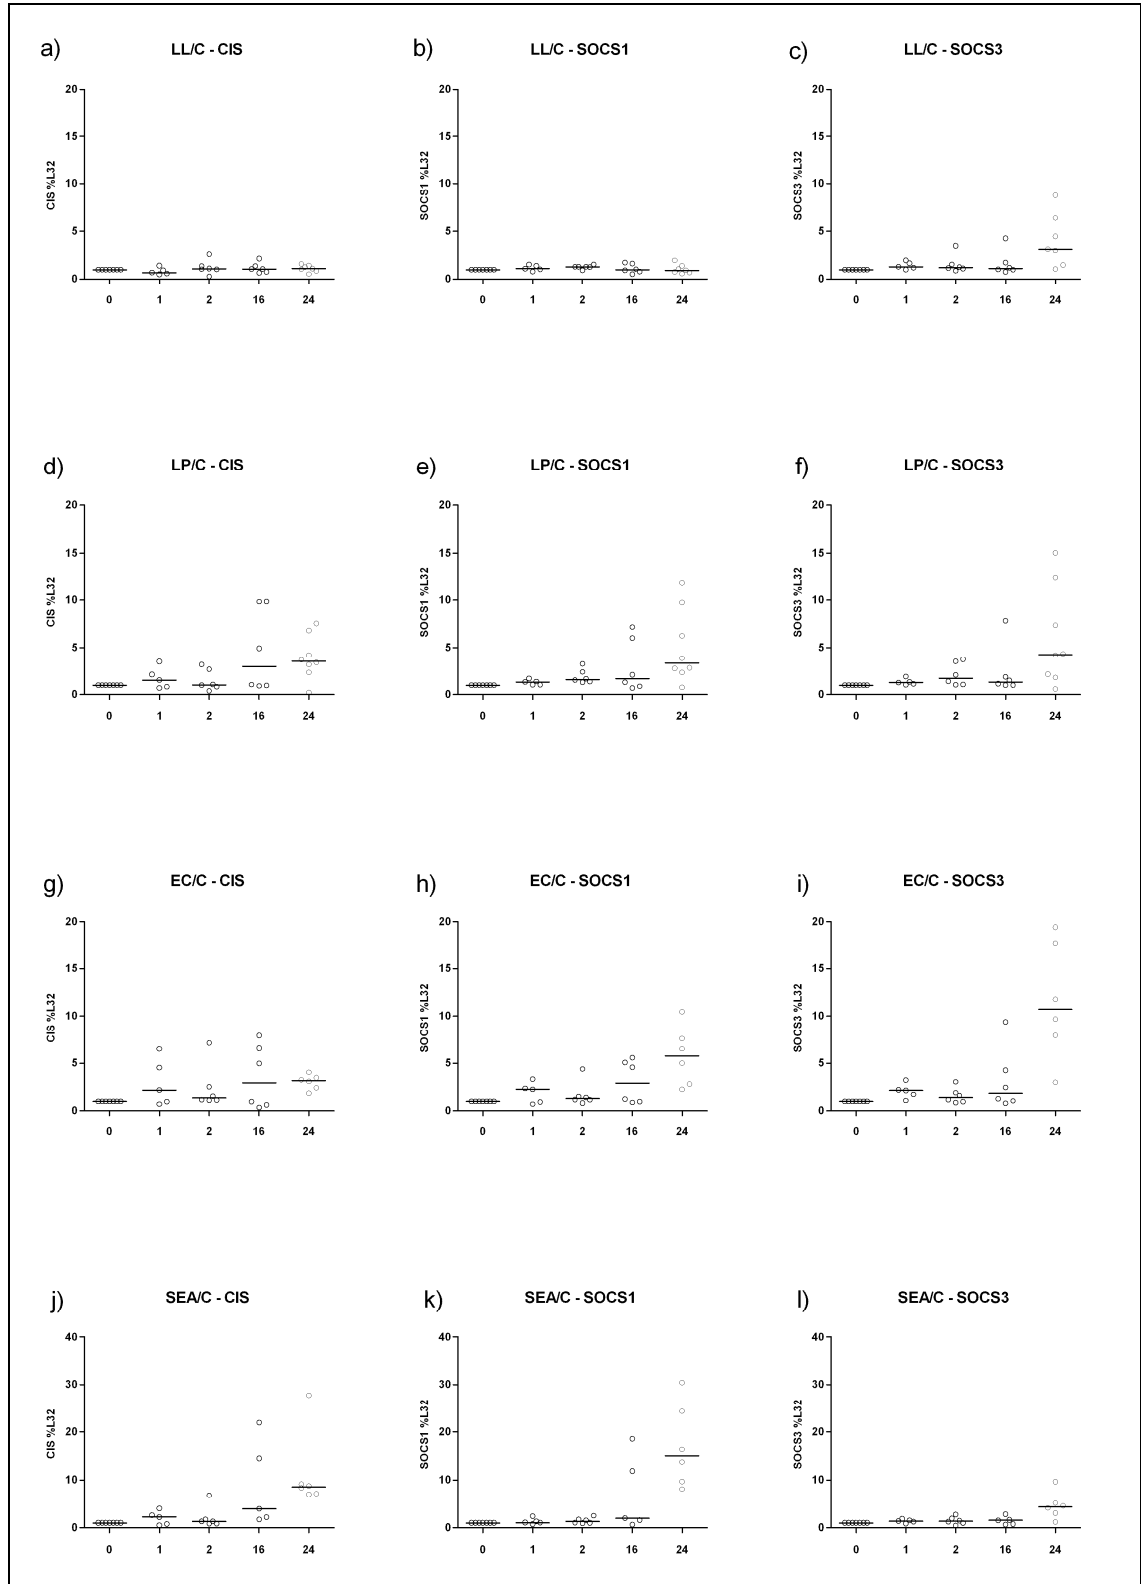 a) LL/C - CIS
CIS %L32
20
15
10
5
0
0 1 2 16 24
b) LL/C - SOCS1
SOCS1 %L32
20
15
10
5
0
0 1 2 16 24
c) LL/C - SOCS3
SOCS3 %L32
20
15
10
5
0
0 1 2 16 24
d) LP/C - CIS
CIS %L32
20
15
10
5
0
0 1 2 16 24
e) LP/C - SOCS1
SOCS1 %L32
20
15
10
5
0
0 1 2 16 24
f) LP/C - SOCS3
SOCS3 %L32
20
15
10
5
0
0 1 2 16 24
g) EC/C - CIS
CIS %L32
20
15
10
5
0
0 1 2 16 24
h) EC/C - SOCS1
SOCS1 %L32
20
15
10
5
0
0 1 2 16 24
i) EC/C - SOCS3
SOCS3 %L32
20
15
10
5
0
0 1 2 16 24
j) SEA/C - CIS
CIS %L32
40
30
20
10
0
0 1 2 16 24
k) SEA/C - SOCS1
SOCS1 %L32
40
30
20
10
0
0 1 2 16 24
l) SEA/C - SOCS3
SOCS3 %L32
40
30
20
10
0
0 1 2 16 24